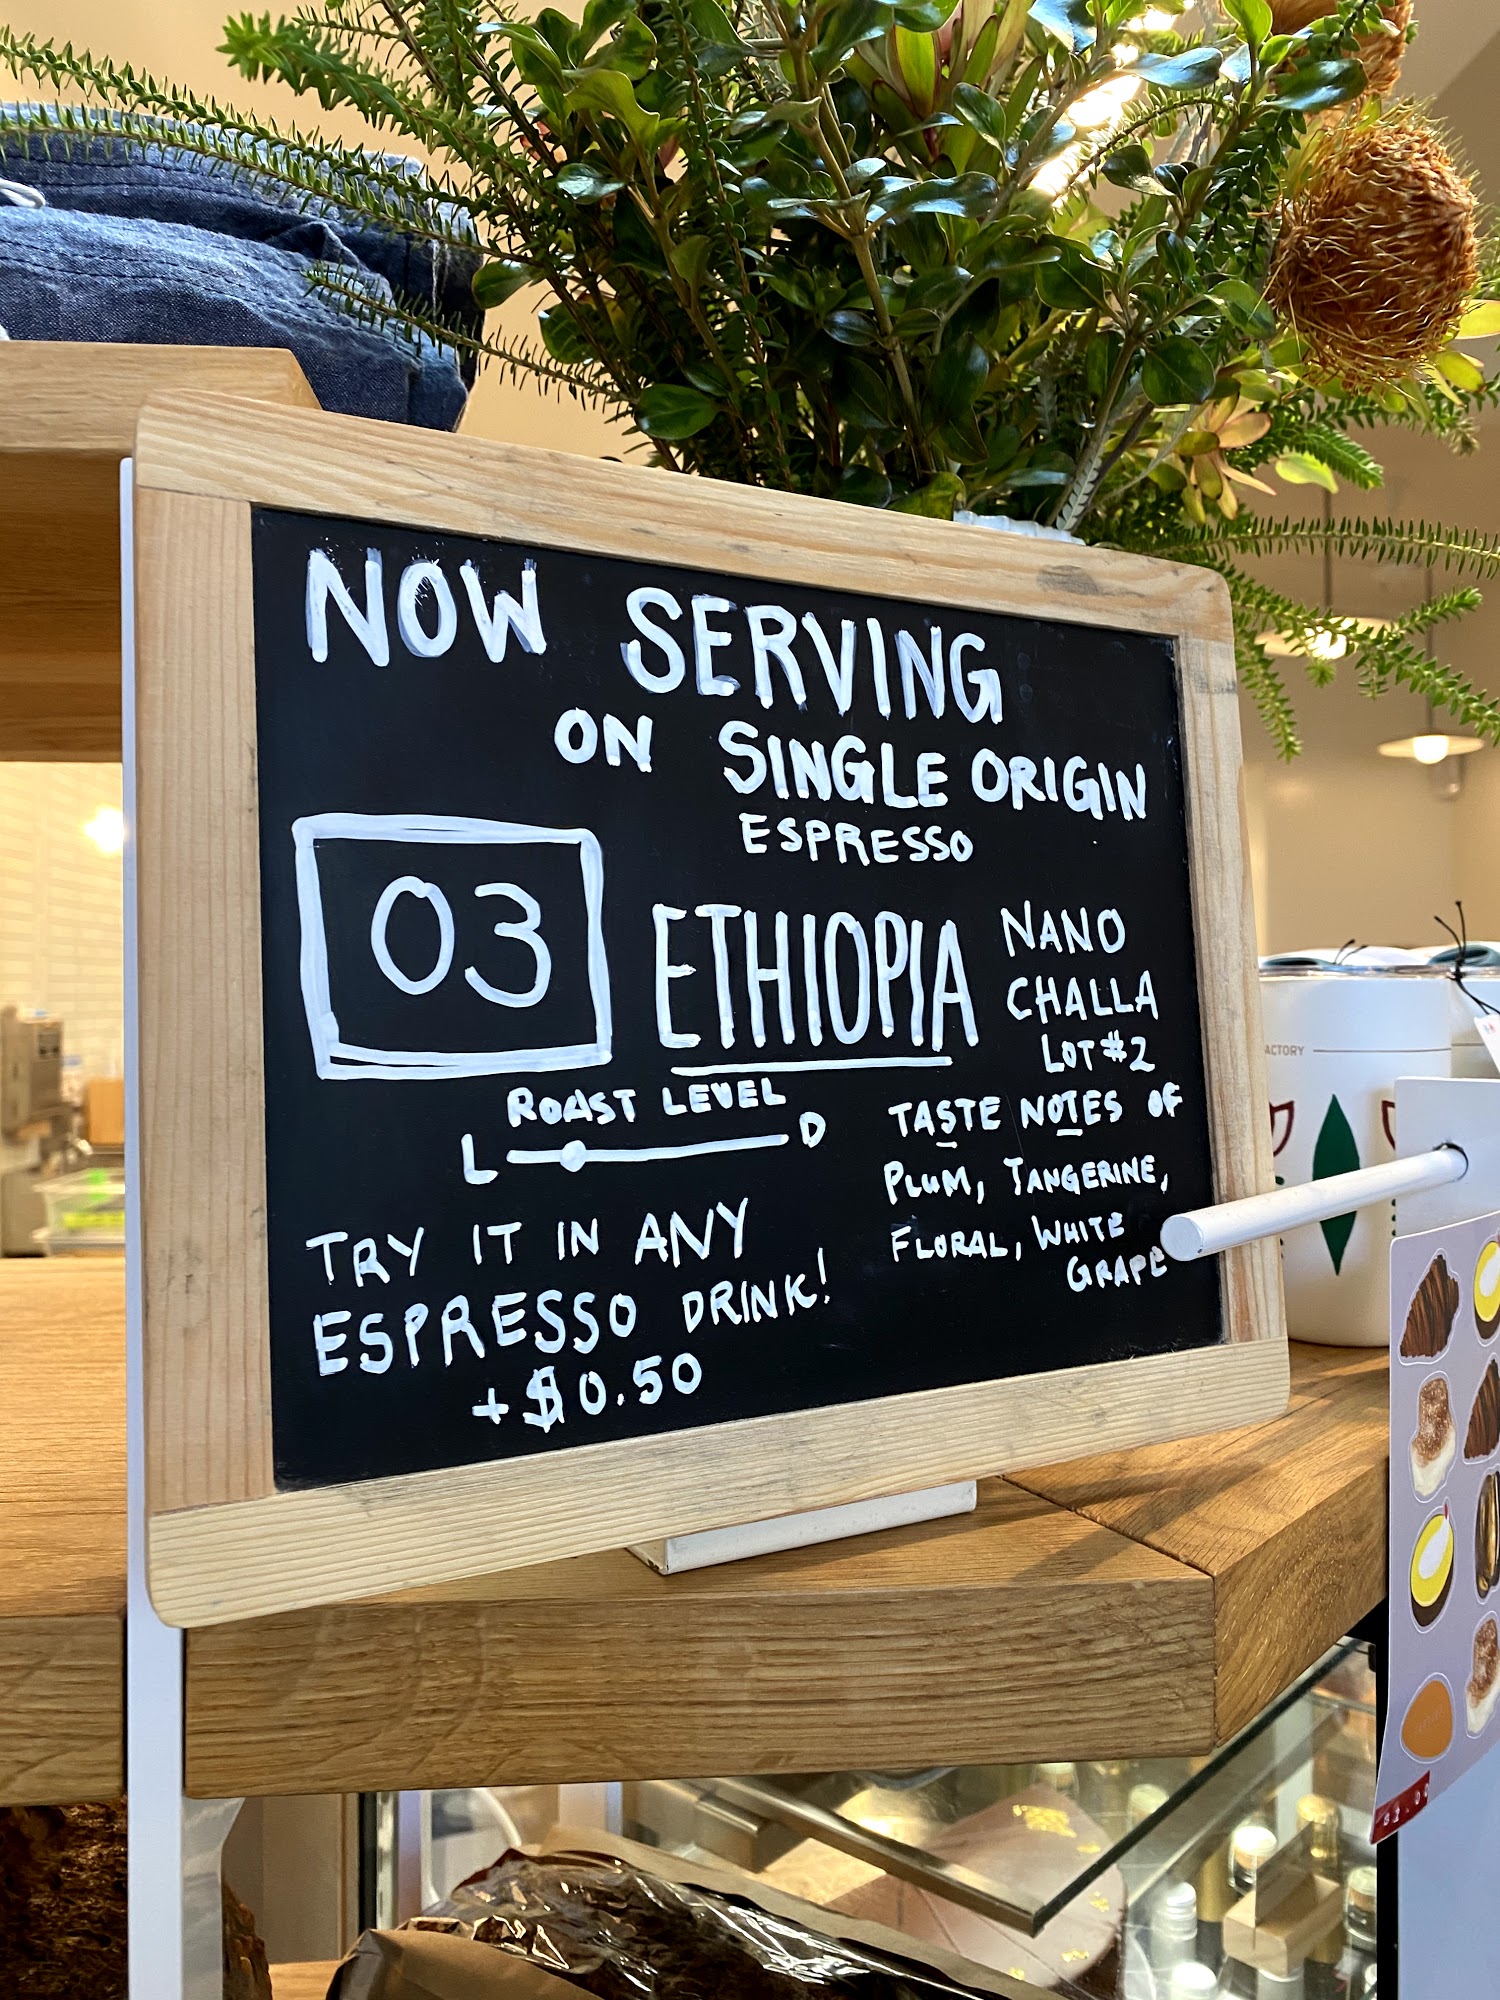 NOW SERVING
ON SINGLE ORIGIN
ESPRESSO
03
ETHIOPIA
NANO
CHALLA
LOT #2
ROAST LEVEL
L D
TASTE NOTES OF
PLUM, TANGERINE,
FLORAL, WHITE
GRAPE
TRY IT IN ANY
ESPRESSO DRINK!
+$0.50
ACTORY